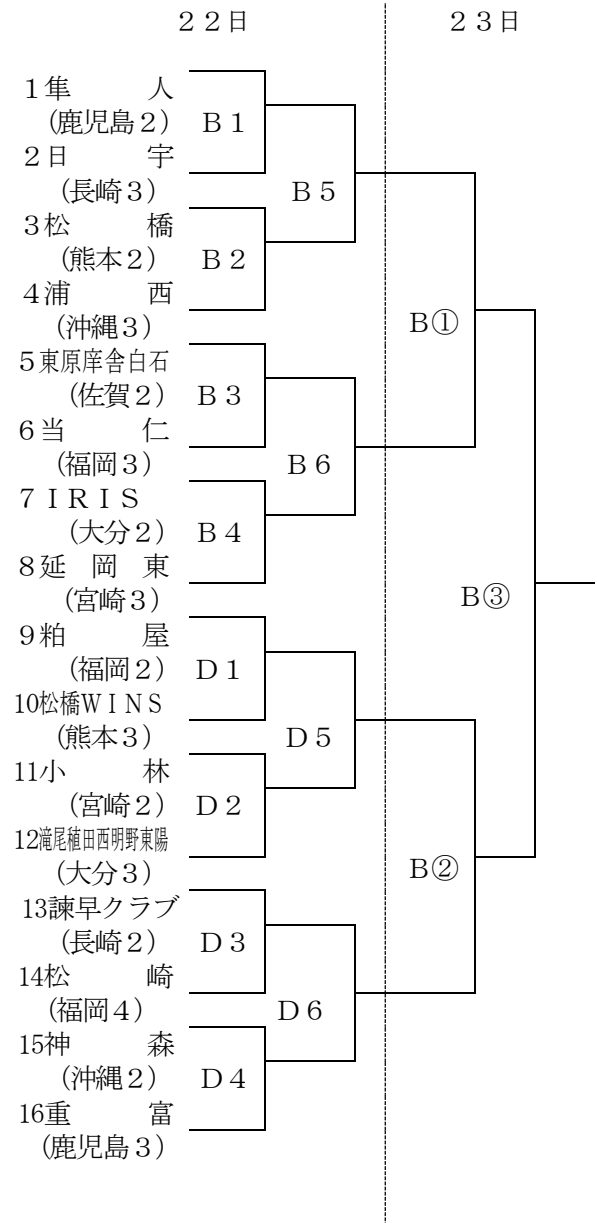 ２２日
２３日
１隼　　人
(鹿児島２)
Ｂ１
２日　　宇
(長崎３)
Ｂ５
３松　　橋
(熊本２)
Ｂ２
４浦　　西
(沖縄３)
Ｂ①
５東原庠舎白石
(佐賀２)
Ｂ３
６当　　仁
(福岡３)
Ｂ６
７ＩＲＩＳ
(大分２)
Ｂ４
８延　岡　東
(宮崎３)
Ｂ③
９粕　　屋
(福岡２)
Ｄ１
10松橋ＷＩＮＳ
(熊本３)
Ｄ５
11小　　林
(宮崎２)
Ｄ２
12滝尾稙田西明野東陽
(大分３)
Ｂ②
13諫早クラブ
(長崎２)
Ｄ３
14松　　崎
(福岡４)
Ｄ６
15神　　森
(沖縄２)
Ｄ４
16重　　富
(鹿児島３)